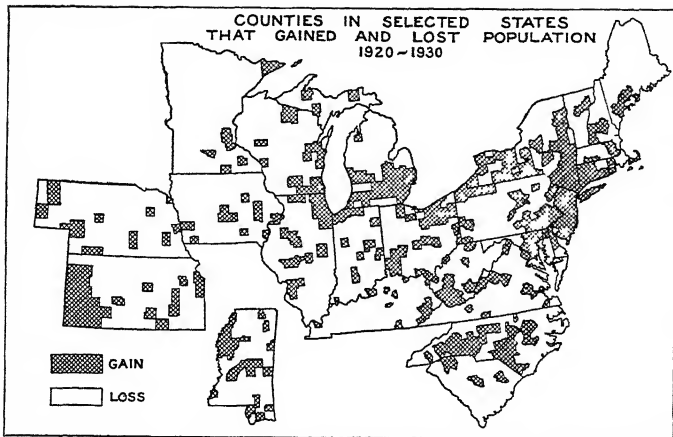 COUNTIES IN SELECTED STATES
THAT GAINED AND LOST POPULATION
1920~1930
GAIN
LOSS